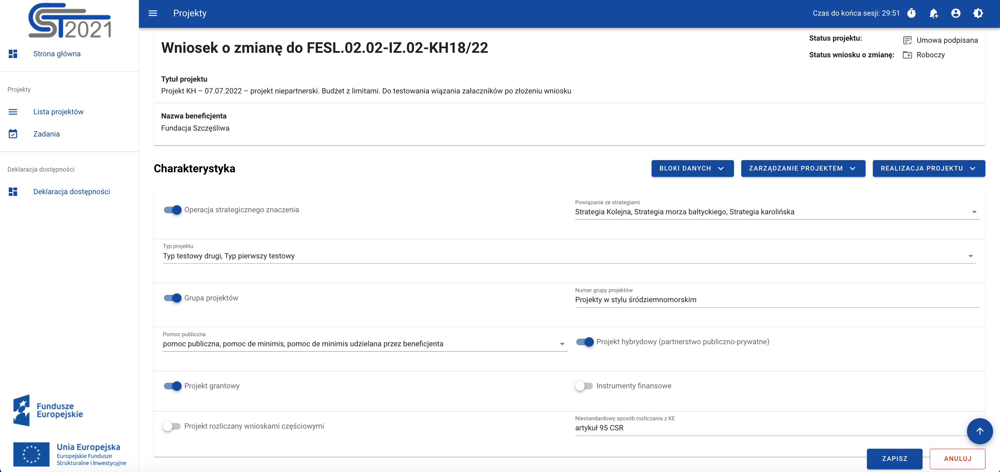 CST2021
Projekty
Czas do końca sesji: 29:51
Strona główna
Projekty
Lista projektów
Zadania
Deklaracja dostępności
Deklaracja dostępności
Fundusze
Europejskie
Unia Europejska
Europejskie Fundusze
Strukturalne i Inwestycyjne
Wniosek o zmianę do FESL.02.02-IZ.02-KH18/22
Status projektu: Umowa podpisana
Status wniosku o zmianę: Roboczy
Tytuł projektu
Projekt KH – 07.07.2022 – projekt niepartnerski. Budżet z limitami. Do testowania wiązania załaczników po złożeniu wniosku
Nazwa beneficjenta
Fundacja Szczęśliwa
Charakterystyka
BLOKI DANYCH
ZARZĄDZANIE PROJEKTEM
REALIZACJA PROJEKTU
Operacja strategicznego znaczenia
Powiązanie ze strategiami
Strategia Kolejna, Strategia morza bałtyckiego, Strategia karolińska
Typ projektu
Typ testowy drugi, Typ pierwszy testowy
Grupa projektów
Numer grupy projektów
Projekty w stylu śródziemnomorskim
Pomoc publiczna
pomoc publiczna, pomoc de minimis, pomoc de minimis udzielana przez beneficjenta
Projekt hybrydowy (partnerstwo publiczno-prywatne)
Projekt grantowy
Instrumenty finansowe
Projekt rozliczany wnioskami częściowymi
Niestandardowy sposób rozliczania z KE
artykuł 95 CSR
ZAPISZ
ANULUJ